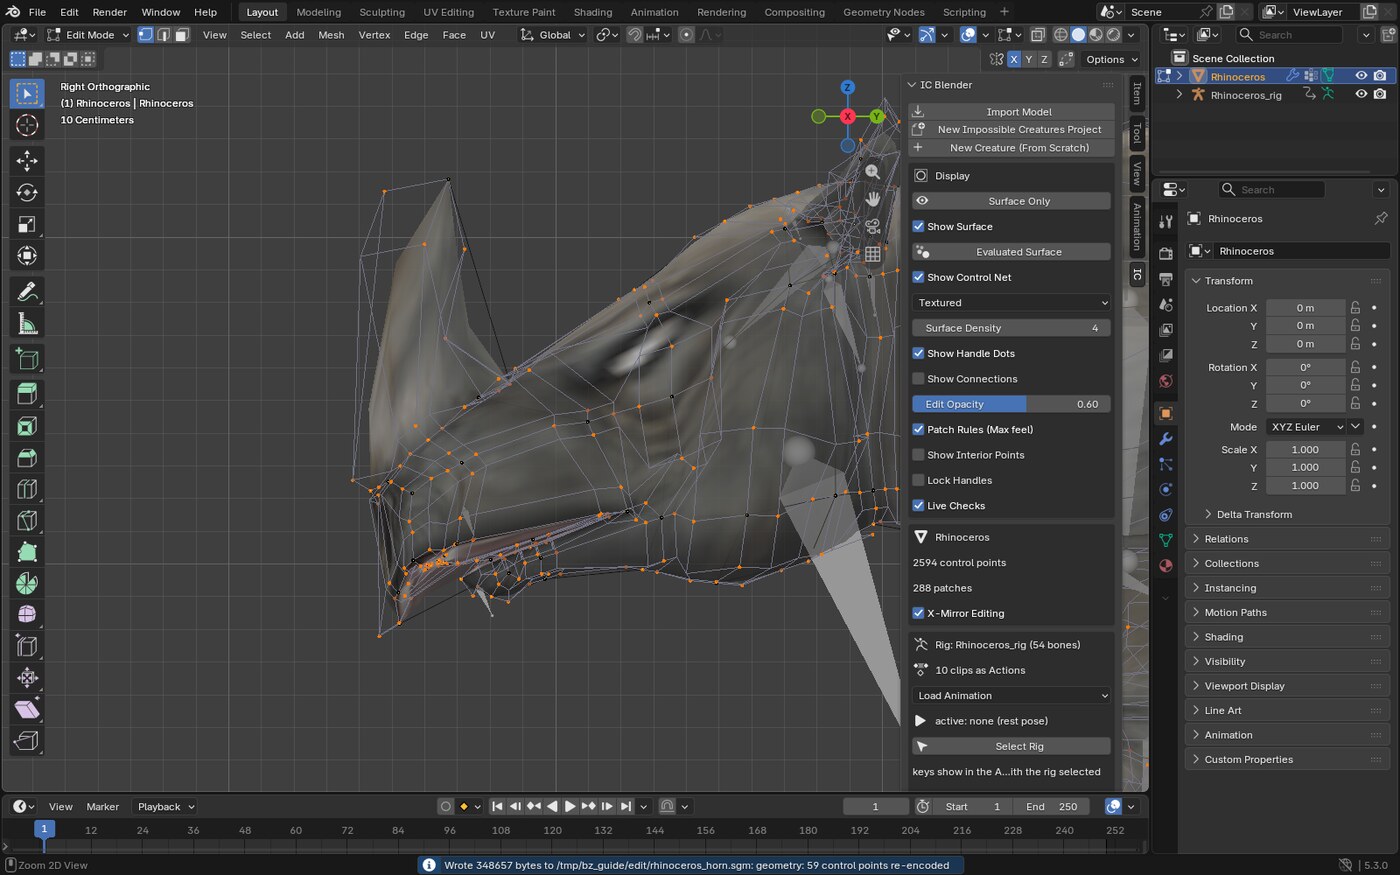 File Edit Render Window Help Layout Modeling Sculpting UV Editing Texture Paint Shading Animation Rendering Compositing Geometry Nodes Scripting Scene ViewLayer
Edit Mode View Select Add Mesh Vertex Edge Face UV Global Search
X Y Z Options
Right Orthographic
(1) Rhinoceros | Rhinoceros
10 Centimeters
Z
X
Y
IC Blender
Import Model
New Impossible Creatures Project
New Creature (From Scratch)
Display
Surface Only
Show Surface
Evaluated Surface
Show Control Net
Textured
Surface Density 4
Show Handle Dots
Show Connections
Edit Opacity 0.60
Patch Rules (Max feel)
Show Interior Points
Lock Handles
Live Checks
Rhinoceros
2594 control points
288 patches
X-Mirror Editing
Rig: Rhinoceros_rig (54 bones)
10 clips as Actions
Load Animation
active: none (rest pose)
Select Rig
keys show in the A...ith the rig selected
Item
Tool
View
Animation
IC
Scene Collection
Rhinoceros
Rhinoceros_rig
Search
Rhinoceros
Rhinoceros
Transform
Location X 0 m
Y 0 m
Z 0 m
Rotation X 0°
Y 0°
Z 0°
Mode XYZ Euler
Scale X 1.000
Y 1.000
Z 1.000
Delta Transform
Relations
Collections
Instancing
Motion Paths
Shading
Visibility
Viewport Display
Line Art
Animation
Custom Properties
View Marker Playback 1 Start 1 End 250
1 12 24 36 48 60 72 84 96 108 120 132 144 156 168 180 192 204 216 228 240 252
Zoom 2D View Wrote 348657 bytes to /tmp/bz_guide/edit/rhinoceros_horn.sgm: geometry: 59 control points re-encoded 5.3.0